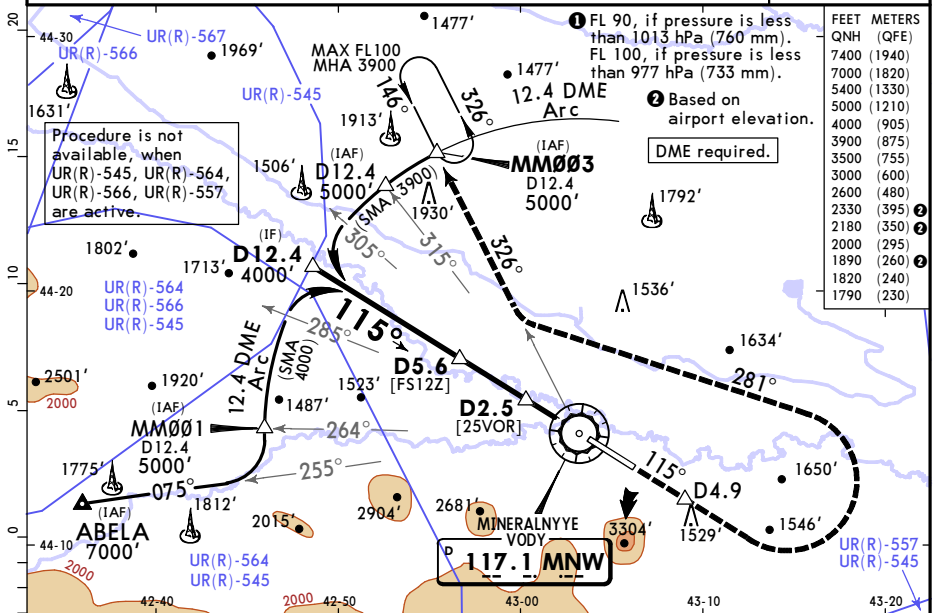 20
15
10
5
0
44-30
44-20
44-10
42-40
42-50
43-00
43-10
43-20
UR(R)-567
UR(R)-566
1969'
1631'
1477'
MAX FL100
MHA 3900
146°
326°
1477'
12.4 DME
Arc
UR(R)-545
1913'
❶ FL 90, if pressure is less
than 1013 hPa (760 mm).
FL 100, if pressure is less
than 977 hPa (733 mm).
❷ Based on
airport elevation.
DME required.
FEET METERS
QNH (QFE)
7400 (1940)
7000 (1820)
5400 (1330)
5000 (1210)
4000 (905)
3900 (875)
3500 (755)
3000 (600)
2600 (480)
2330 (395) ❷
2180 (350) ❷
2000 (295)
1890 (260) ❷
1820 (240)
1790 (230)
Procedure is not
available, when
UR(R)-545, UR(R)-564,
UR(R)-566, UR(R)-557
are active.
1506'
(IAF)
D12.4
5000'
(SMA 3900)
1930'
(IAF)
MMØØ3
D12.4
5000'
1792'
305°
315°
326°
(IF)
D12.4
4000'
1802'
1713'
UR(R)-564
UR(R)-566
UR(R)-545
1536'
1634'
285°
115°
12.4 DME
Arc
(SMA
4000)
D5.6
[FS12Z]
281°
2501'
2000
1920'
1523'
1487'
(IAF)
MMØØ1
D12.4
5000'
264°
D2.5
[25VOR]
255°
115°
1650'
1775'
075°
D4.9
(IAF)
ABELA
7000'
1812'
2015'
2904'
2681'
3304'
1529'
1546'
MINERALNYYE
VODY
D 117.1 MNW
UR(R)-564
UR(R)-545
UR(R)-557
UR(R)-545
2000
2000